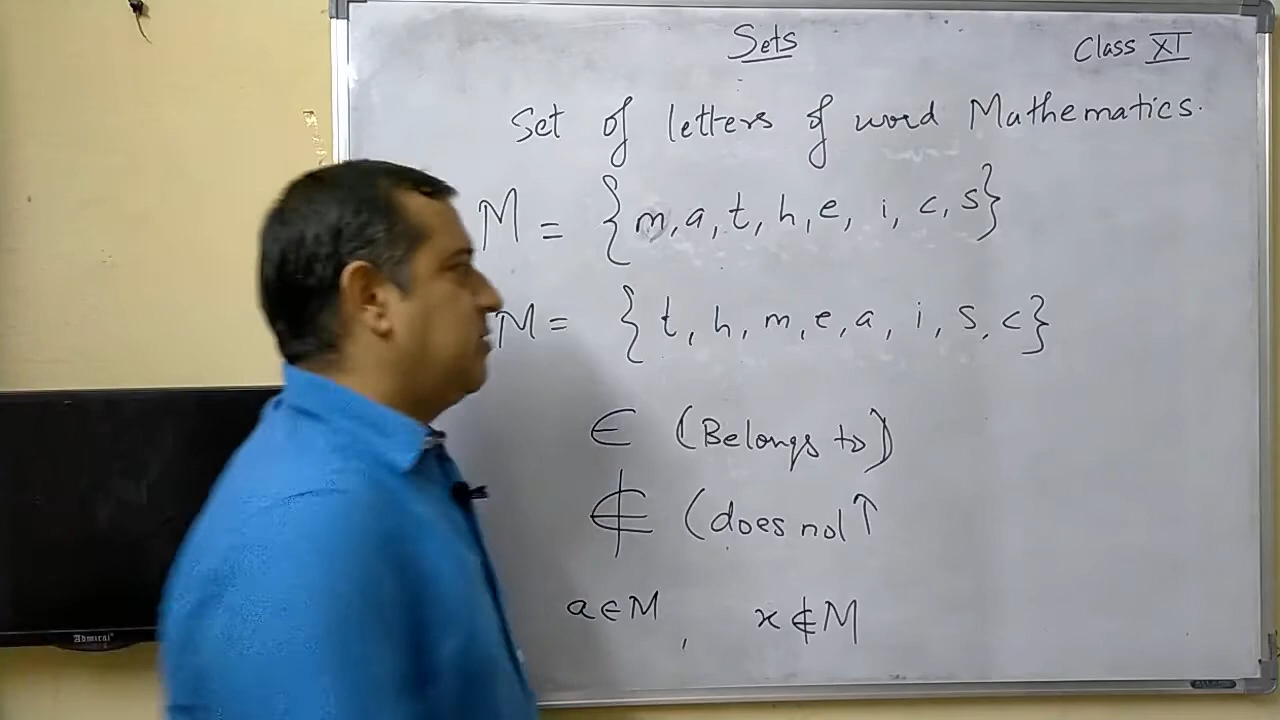 Sets
Class XI
Set of letters of word Mathematics.
M = {m, a, t, h, e, i, c, s}
M = {t, h, m, e, a, i, s, c}
∈ (Belongs to)
∉ (does not ↑
a ∈ M, x ∉ M
Admiral